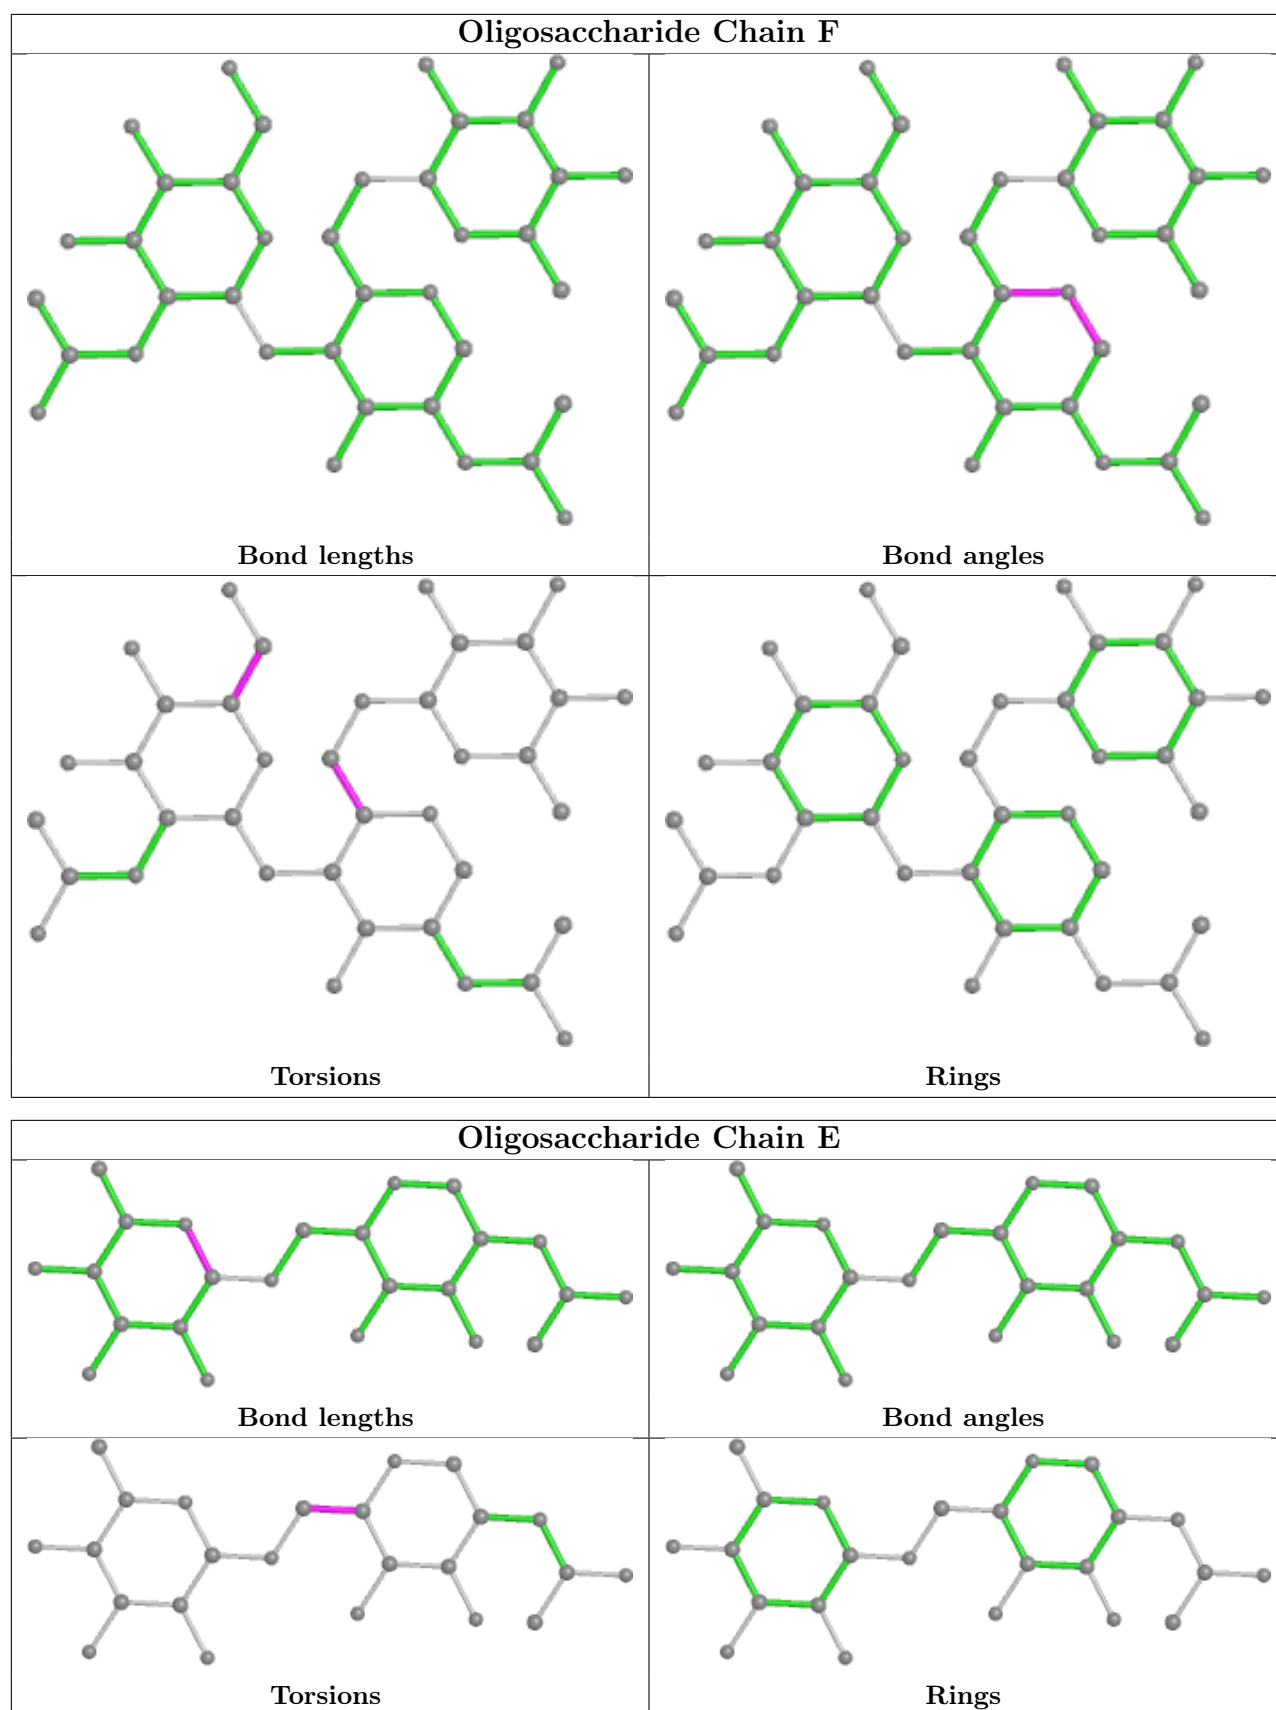 Oligosaccharide Chain F
Bond lengths
Bond angles
Torsions
Rings
Oligosaccharide Chain E
Bond lengths
Bond angles
Torsions
Rings